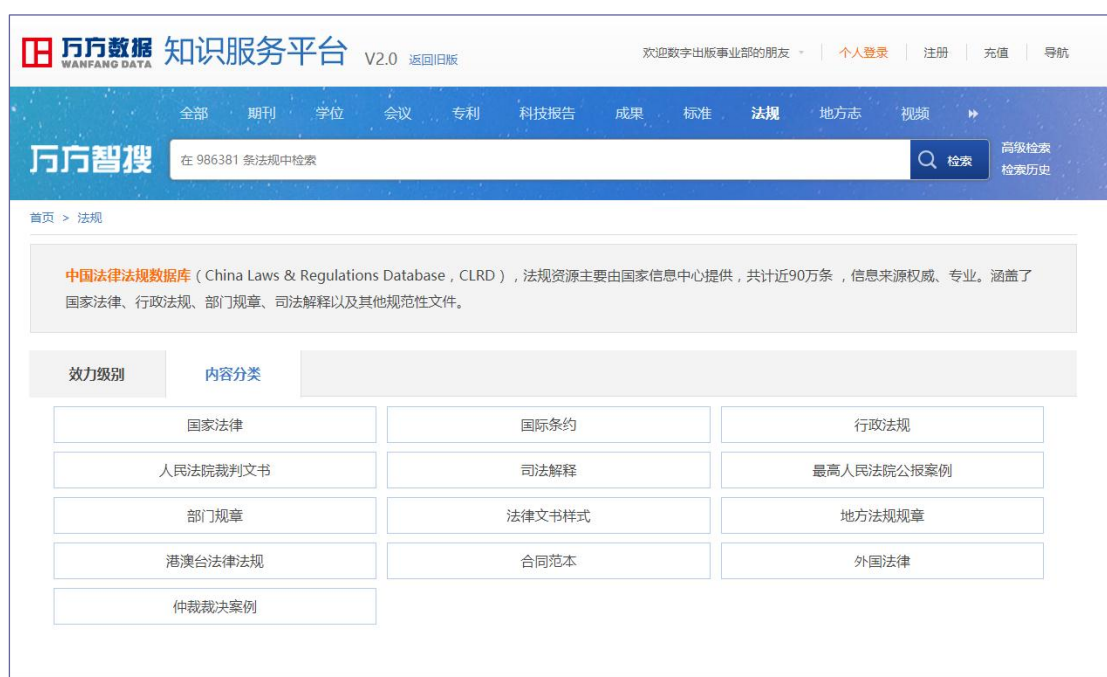 万方数据 WANFANG DATA 知识服务平台 V2.0 返回旧版 欢迎数字出版事业部的朋友 个人登录 注册 充值 导航
全部 期刊 学位 会议 专利 科技报告 成果 标准 法规 地方志 视频
万方智搜 在 986381 条法规中检索 检索 高级检索
检索历史
首页 > 法规
中国法律法规数据库（China Laws & Regulations Database，CLRD），法规资源主要由国家信息中心提供，共计近90万条 ，信息来源权威、专业。涵盖了
国家法律、行政法规、部门规章、司法解释以及其他规范性文件。
效力级别 内容分类
国家法律 国际条约 行政法规
人民法院裁判文书 司法解释 最高人民法院公报案例
部门规章 法律文书样式 地方法规规章
港澳台法律法规 合同范本 外国法律
仲裁裁决案例